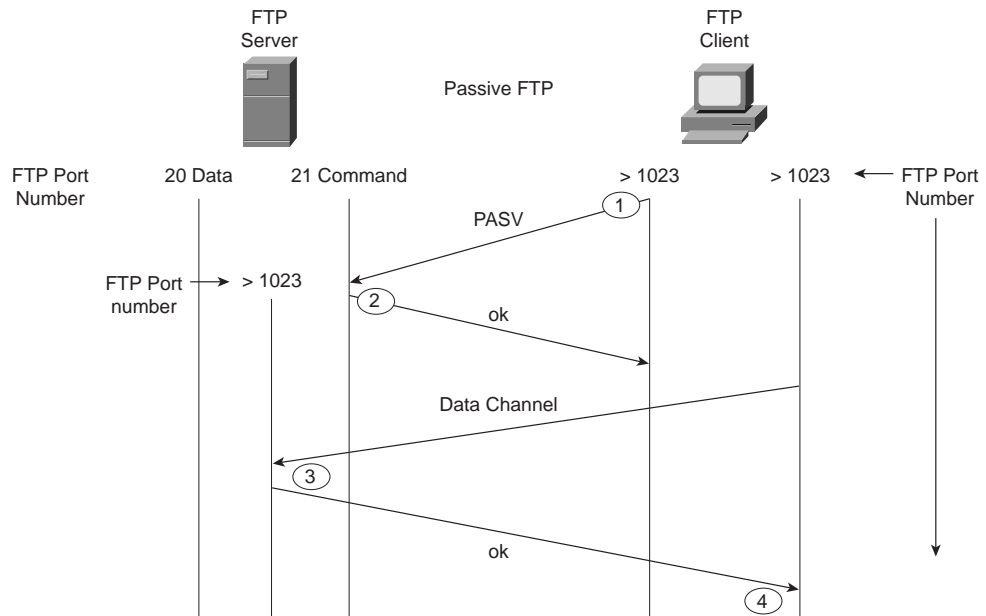 FTP
Server
FTP
Client
Passive FTP
FTP Port
Number
20 Data
21 Command
> 1023
> 1023
FTP Port
Number
1
PASV
FTP Port
number
> 1023
2
ok
Data Channel
3
ok
4